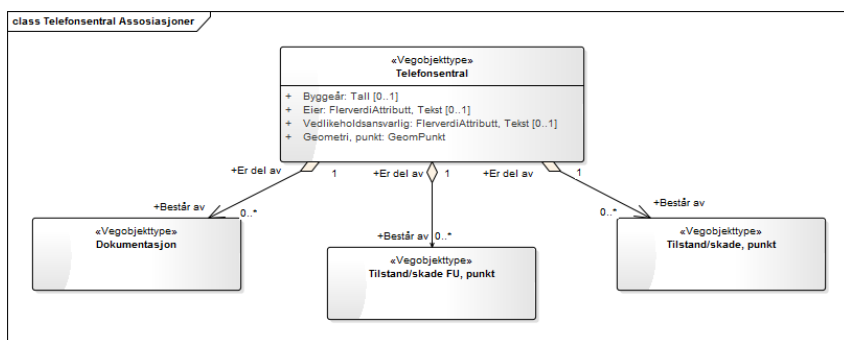 class Telefonsentral Assosiasjoner
«Vegobjekttype»
Telefonsentral
+ Byggeår: Tall [0..1]
+ Eier: FlerverdiAttributt, Tekst [0..1]
+ Vedlikeholdsansvarlig: FlerverdiAttributt, Tekst [0..1]
+ Geometri, punkt: GeomPunkt
+Er del av 1 +Er del av 1 +Er del av 1
+Består av 0..*
«Vegobjekttype»
Dokumentasjon
+Består av 0..*
«Vegobjekttype»
Tilstand/skade FU, punkt
+Består av
0..*
«Vegobjekttype»
Tilstand/skade, punkt